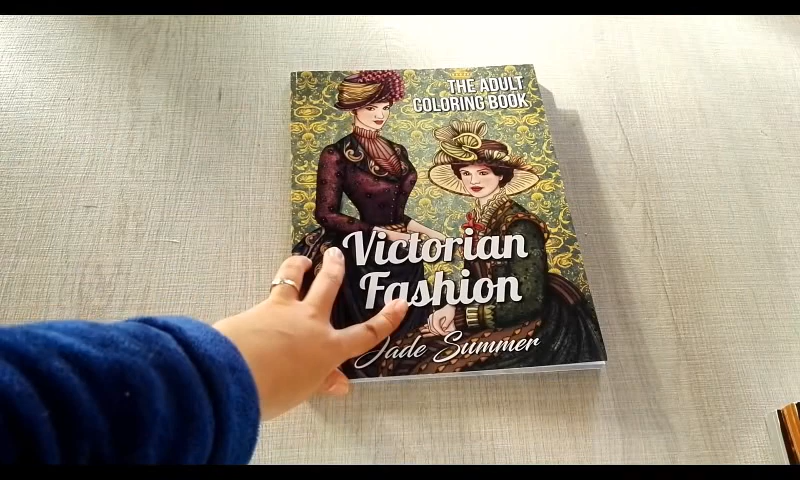 THE ADULT
COLORING BOOK
Victorian
Fashion
Jade Summer